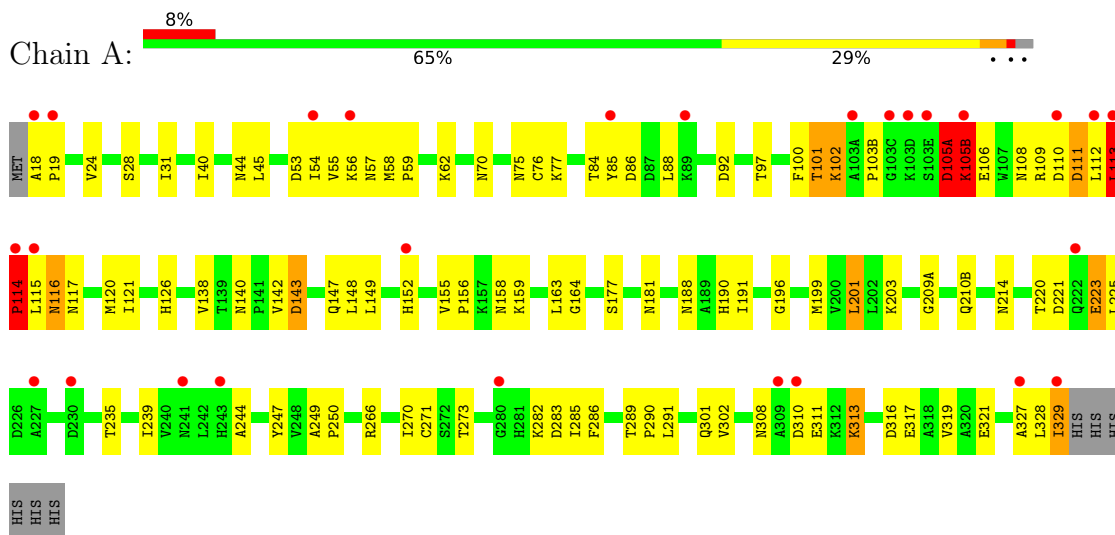 8%
Chain A:
65% 29% • • •
MET A18 P19 V24 S28 I31 I40 N44 L45 D53 I54 V55 K56 N57 M58 P59 K62 N70 N75 C76 K77 T84 Y85 D86 D87 L88 K89 D92 T97 F100 T101 K102 A103A P103B G103C K103D S103E D105A K105B E106 W107 N108 R109 D110 D111 L112 L113
P114 L115 N116 N117 M120 I121 H126 V138 T139 N140 P141 V142 D143 Q147 L148 L149 H152 V155 P156 K157 N158 K159 L163 G164 S177 N181 N188 A189 H190 I191 G196 M199 V200 L201 L202 K203 G209A Q210B N214 T220 D221 Q222 E223 L225
D226 A227 D230 T235 I239 V240 N241 L242 H243 A244 Y247 V248 A249 P250 R266 I270 C271 S272 T273 G280 H281 K282 D283 I285 F286 T289 P290 L291 Q301 V302 N308 A309 D310 E311 K312 K313 D316 E317 A318 V319 A320 E321 A327 L328 I329 HIS HIS HIS
HIS HIS HIS